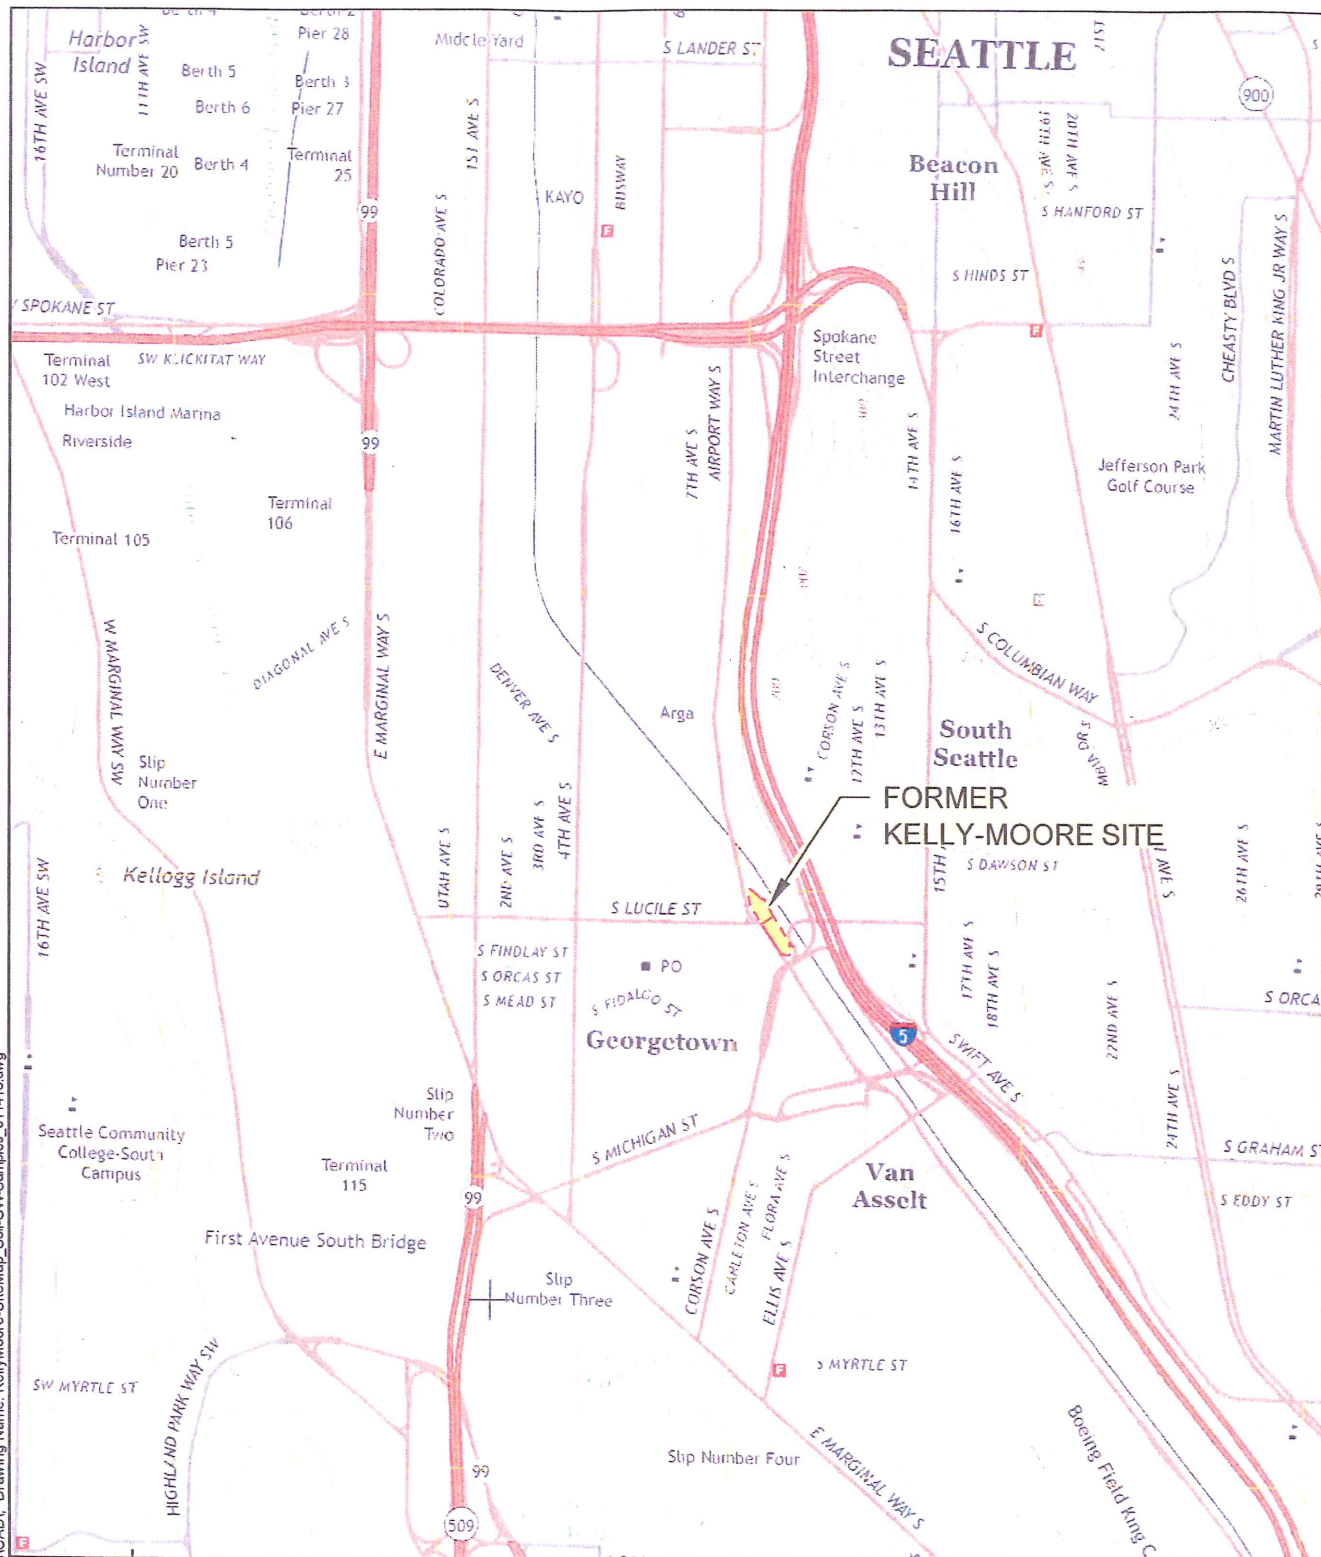 Harbor
Island
16TH AVE SW
11TH AVE SW
Berth 5
Berth 6
Terminal
Number 20
Berth 4
Berth 5
Pier 23
Pier 28
Berth 3
Pier 27
Terminal
25
99
Middle Yard
S LANDER ST
SEATTLE
21ST
900
1ST AVE S
KAYO
BUSWAY
F
COLORADO AVE S
Beacon
Hill
19TH AVE S
20TH AVE S
S HANFORD ST
S HINDS ST
CHEASTY BLVD S
MARTIN LUTHER KING JR WAY S
SPOKANE ST
SW KLICKITAT WAY
Terminal
102 West
Harbor Island Marina
Riverside
99
Terminal
106
Terminal 105
Spokane
Street
Interchange
F
24TH AVE S
7TH AVE S
AIRPORT WAY S
14TH AVE S
16TH AVE S
Jefferson Park
Golf Course
W MARGINAL WAY SW
DIAGONAL AVE S
E MARGINAL WAY S
DENVER AVE S
Arga
CORSON AVE S
12TH AVE S
13TH AVE S
S COLUMBIAN WAY
South
Seattle
Slip
Number
One
FORMER
KELLY-MOORE SITE
Kellogg Island
16TH AVE SW
UTAH AVE S
2ND AVE S
3RD AVE S
4TH AVE S
S LUCILE ST
S DAWSON ST
26TH AVE S
S FINDLAY ST
S ORCAS ST
S MEAD ST
PO
S FIDALGO ST
Georgetown
17TH AVE S
18TH AVE S
22ND AVE S
S ORCA
5
S SWIFT AVE S
24TH AVE S
Slip
Number
Two
Seattle Community
College-South
Campus
Terminal
115
99
S MICHIGAN ST
Van
Asselt
S GRAHAM ST
S EDDY ST
First Avenue South Bridge
Slip
Number Three
CORSON AVE S
CARLETON AVE S
FLORA AVE S
ELLIS AVE S
SW MYRTLE ST
HIGHLAND PARK WAY SW
F
S MYRTLE ST
Slip Number Four
E MARGINAL WAY S
Boeing Field King C
99
509
F